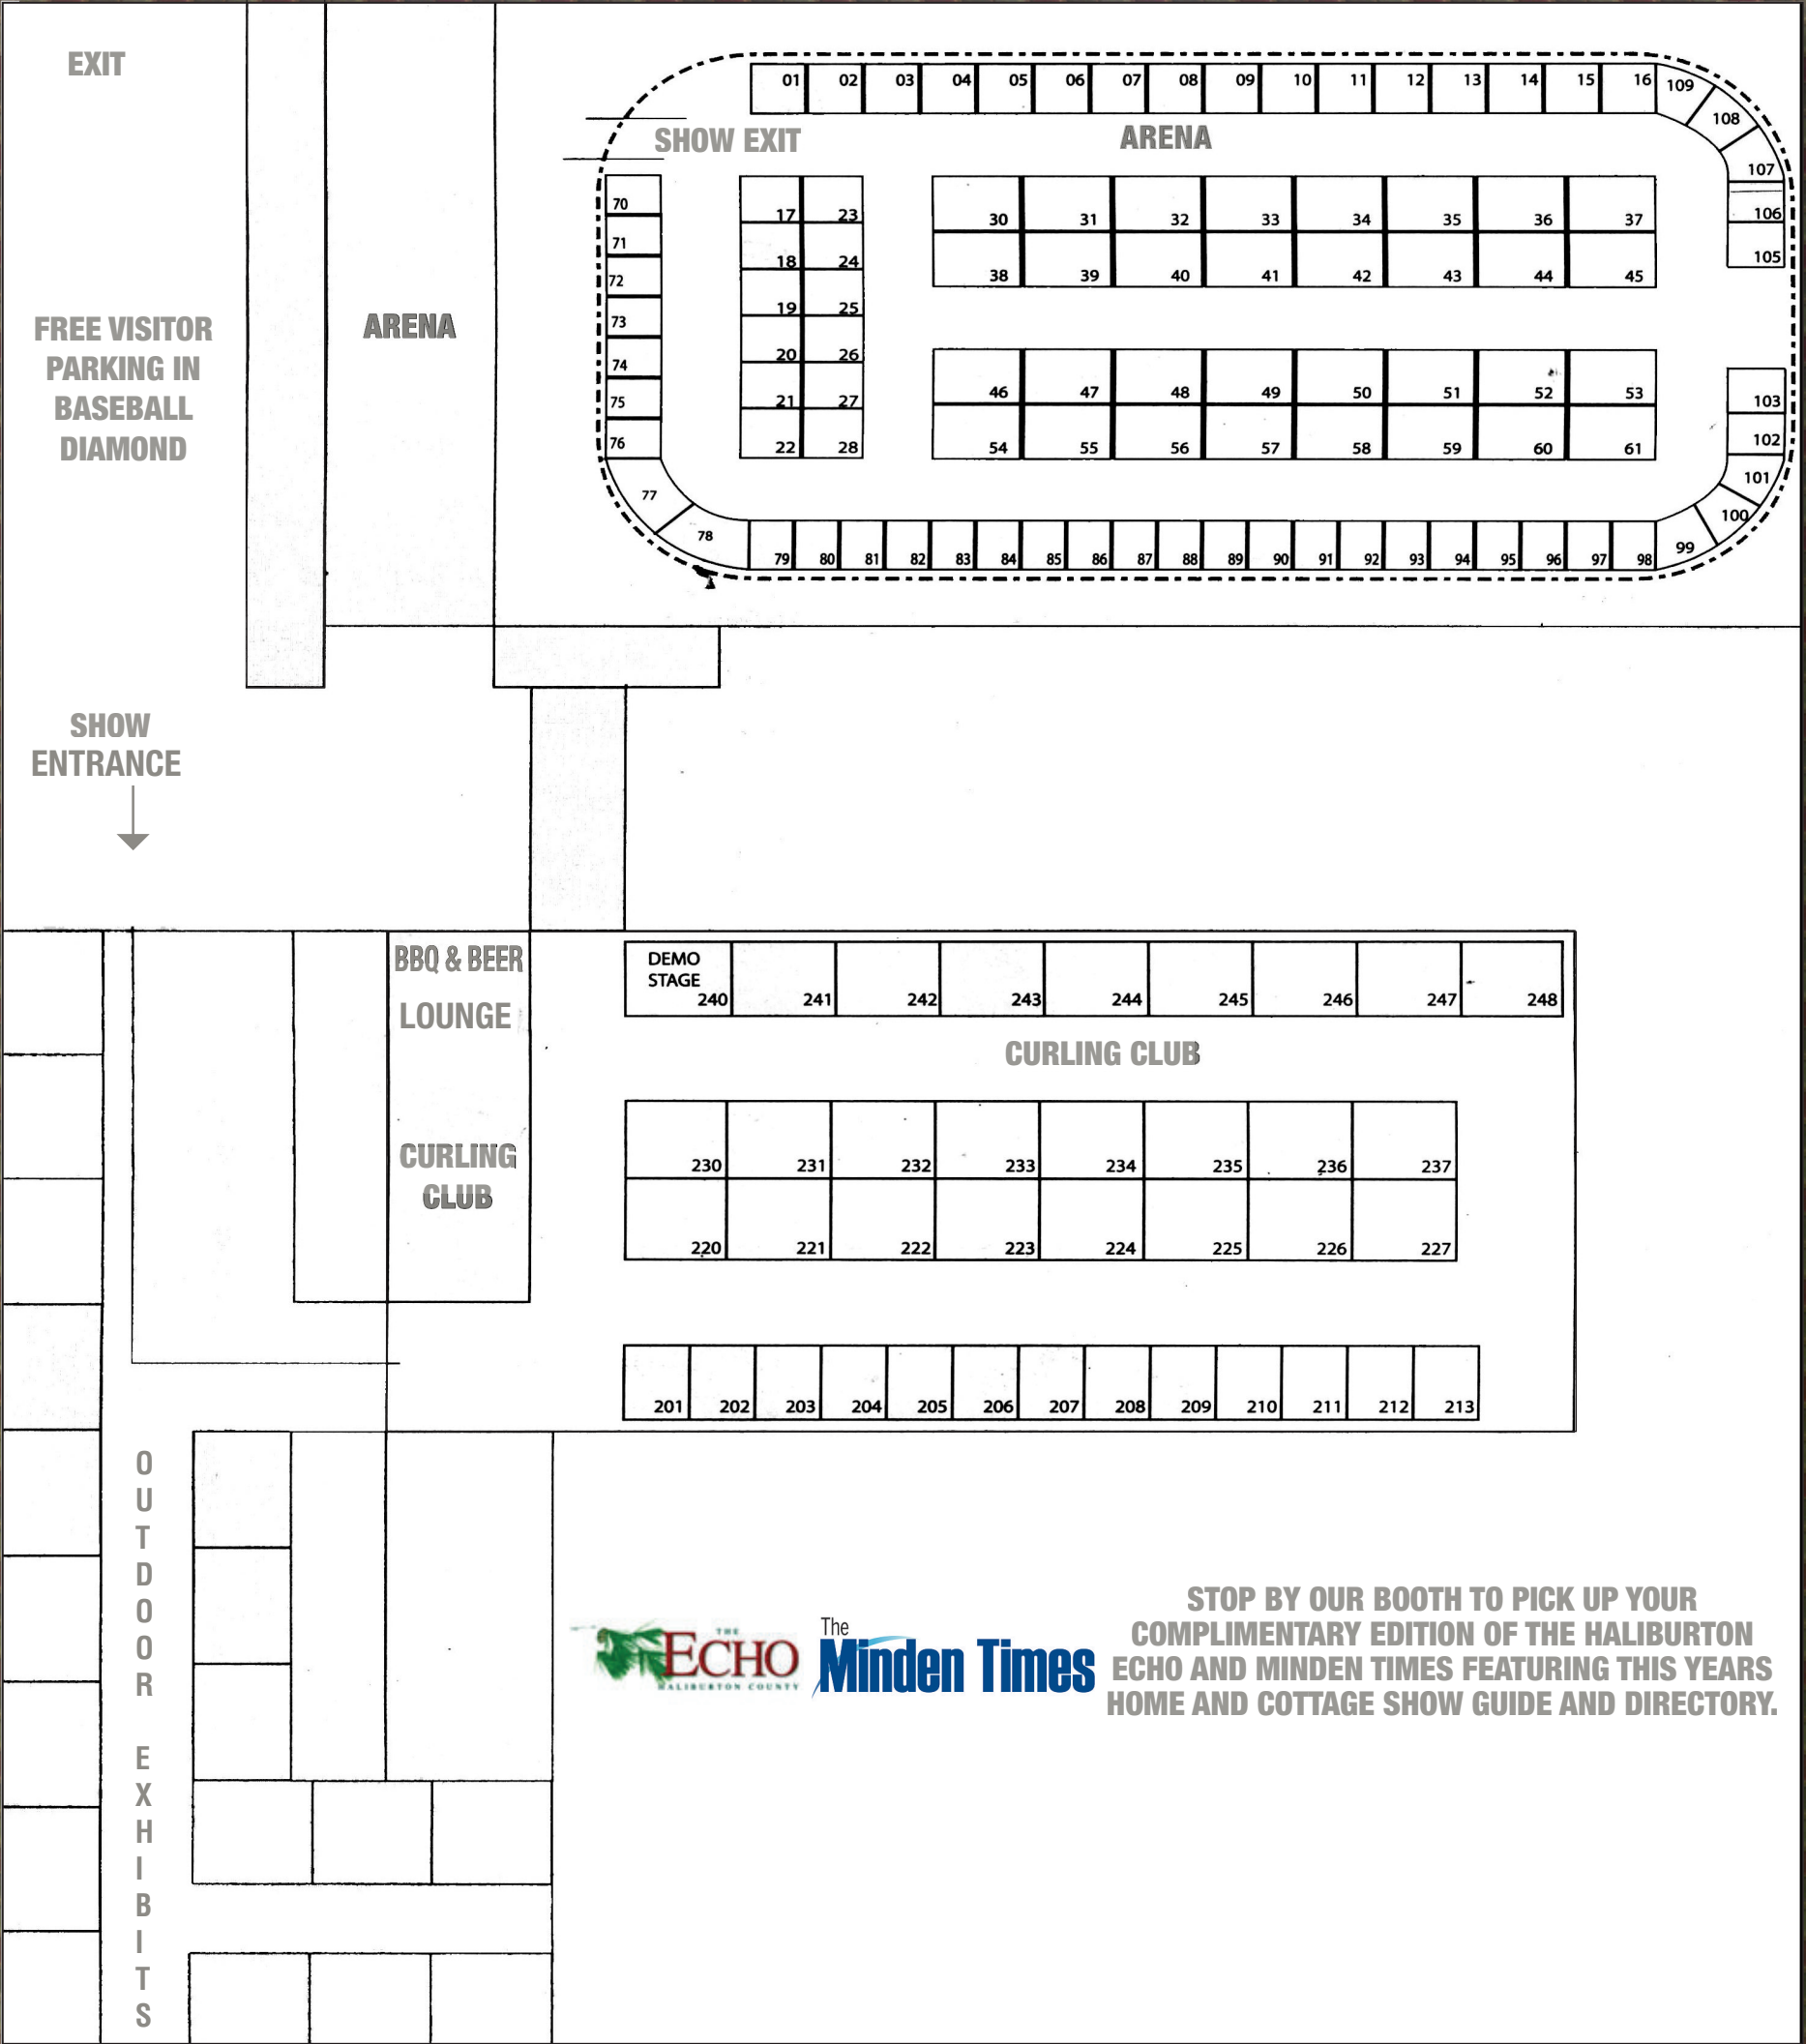 EXIT
01 02 03 04 05 06 07 08 09 10 11 12 13 14 15 16 109
108
SHOW EXIT ARENA
107
106
105
70
71
72
73
74
75
76
77
78
17 23
18 24
19 25
20 26
21 27
22 28
30 31 32 33 34 35 36 37
38 39 40 41 42 43 44 45
46 47 48 49 50 51 52 53
54 55 56 57 58 59 60 61
103
102
101
100
99
79 80 81 82 83 84 85 86 87 88 89 90 91 92 93 94 95 96 97 98
FREE VISITOR
PARKING IN
BASEBALL
DIAMOND
ARENA
SHOW
ENTRANCE
BBQ & BEER
LOUNGE
CURLING
CLUB
DEMO
STAGE
240 241 242 243 244 245 246 247 248
CURLING CLUB
230 231 232 233 234 235 236 237
220 221 222 223 224 225 226 227
201 202 203 204 205 206 207 208 209 210 211 212 213
OUTDOOR EXHIBITS
THE
ECHO
HALIBURTON COUNTY
The
Minden Times
STOP BY OUR BOOTH TO PICK UP YOUR
COMPLIMENTARY EDITION OF THE HALIBURTON
ECHO AND MINDEN TIMES FEATURING THIS YEARS
HOME AND COTTAGE SHOW GUIDE AND DIRECTORY.